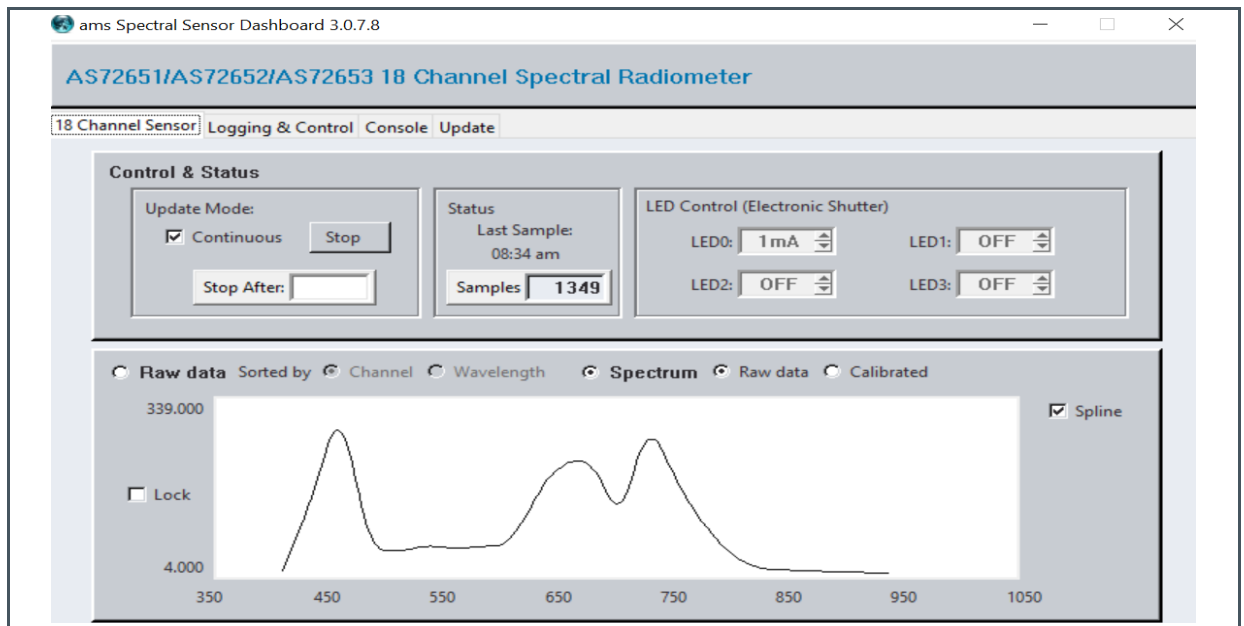 ams Spectral Sensor Dashboard 3.0.7.8
AS72651/AS72652/AS72653 18 Channel Spectral Radiometer
18 Channel Sensor Logging & Control Console Update
Control & Status
Update Mode:
Continuous Stop
Stop After:
Status
Last Sample:
08:34 am
Samples 1349
LED Control (Electronic Shutter)
LED0: 1mA LED1: OFF
LED2: OFF LED3: OFF
Raw data Sorted by Channel Wavelength Spectrum Raw data Calibrated
339.000
Spline
Lock
4.000
350 450 550 650 750 850 950 1050